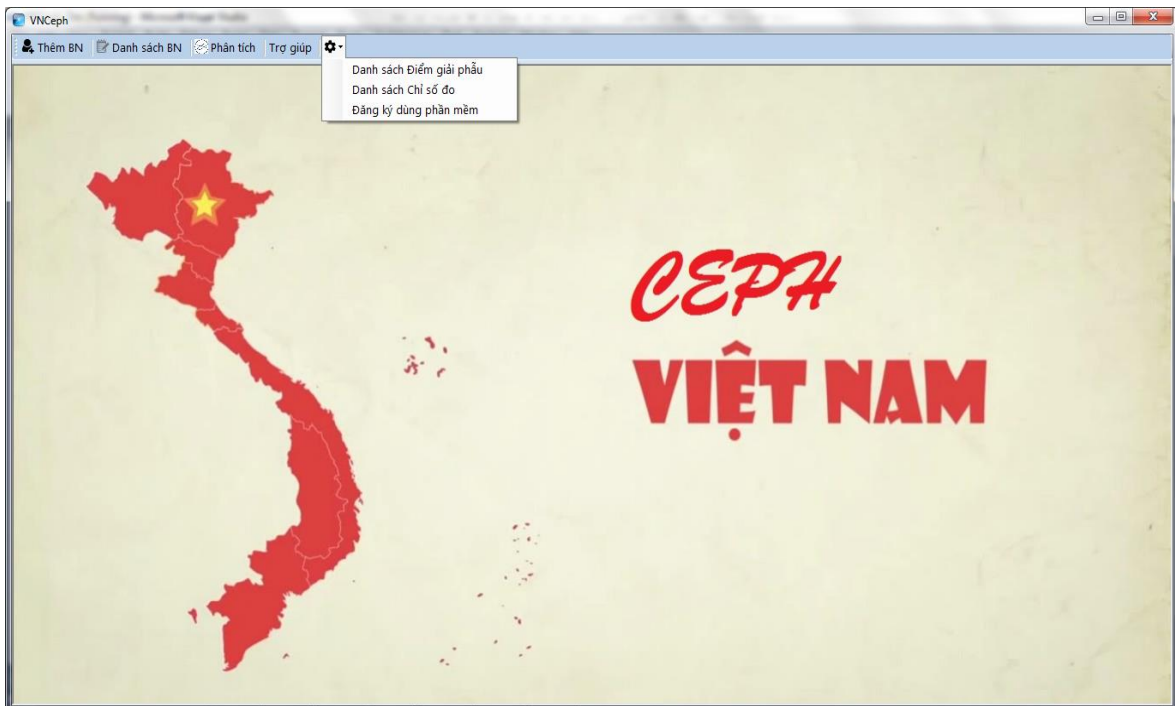 VNCeph
Thêm BN Danh sách BN Phân tích Trợ giúp
Danh sách Điểm giải phẫu
Danh sách Chỉ số đo
Đăng ký dùng phần mềm
CEPH
VIỆT NAM